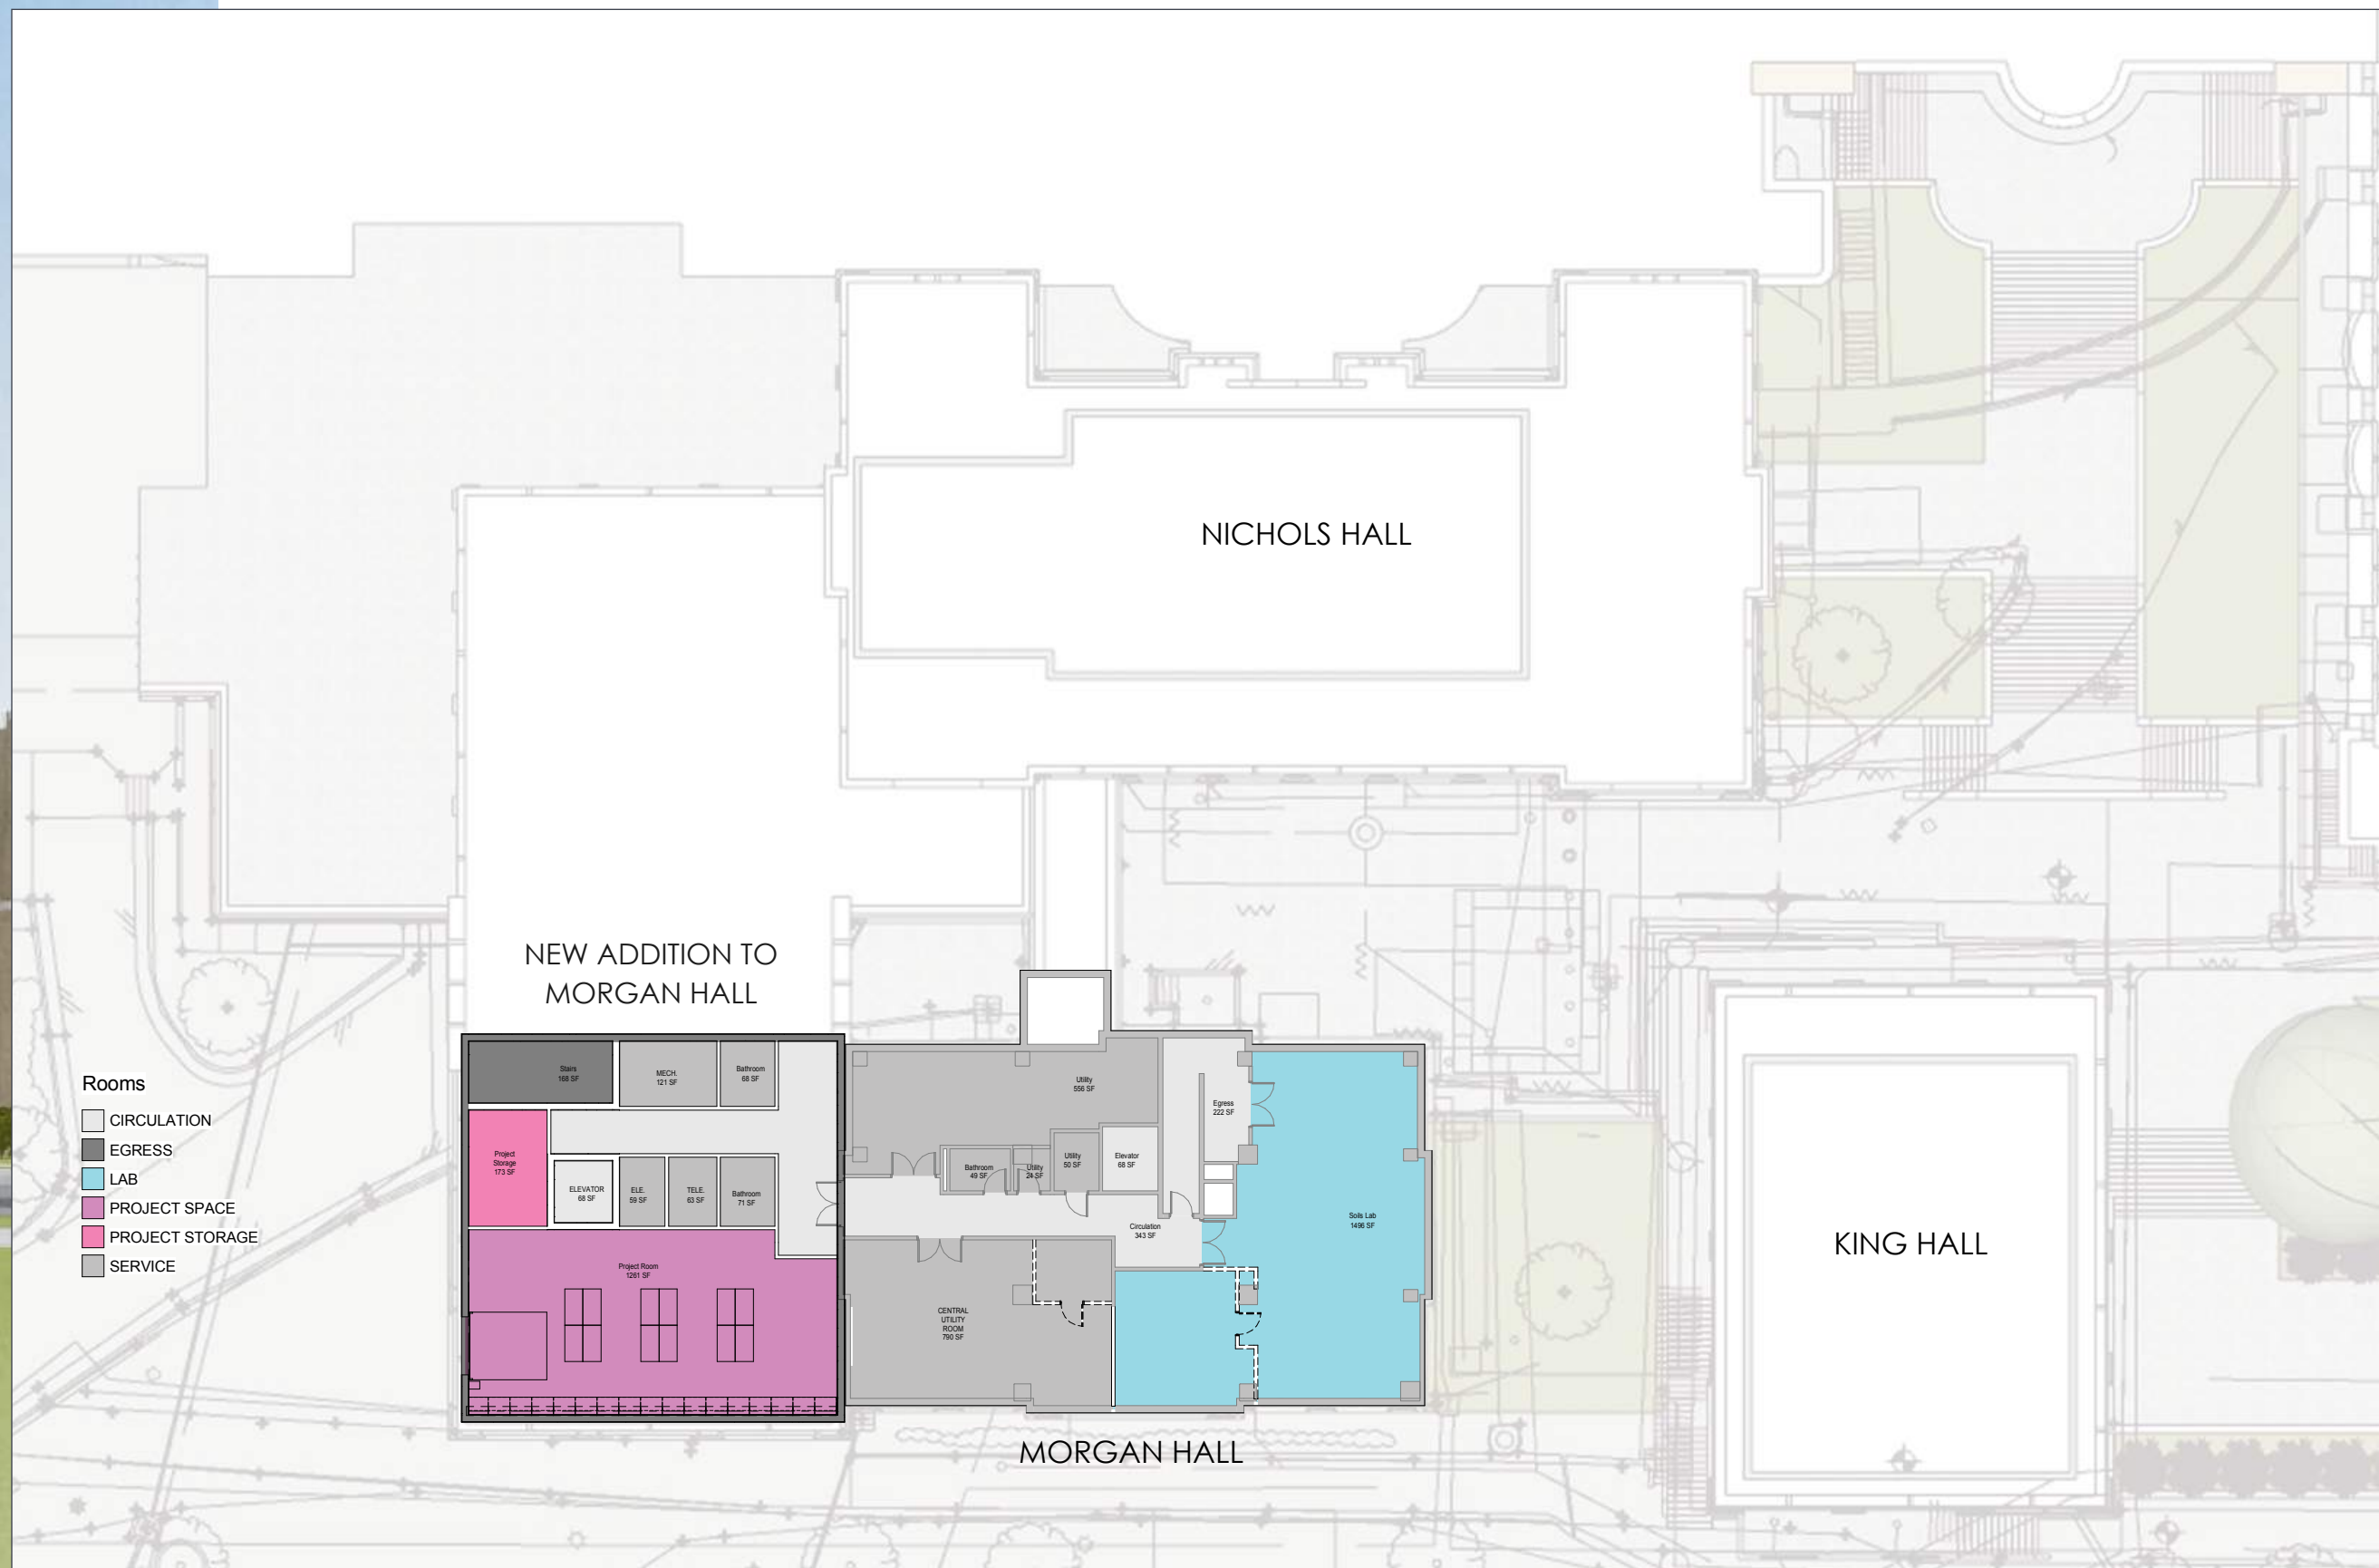 NICHOLS HALL
NEW ADDITION TO
MORGAN HALL
Rooms
CIRCULATION
EGRESS
LAB
PROJECT SPACE
PROJECT STORAGE
SERVICE
Stairs
168 SF
MECH.
121 SF
Bathroom
68 SF
Project
Storage
173 SF
ELEVATOR
68 SF
ELE.
59 SF
TELE.
63 SF
Bathroom
71 SF
Project Room
1261 SF
Utility
556 SF
Egress
222 SF
Bathroom
49 SF
Utility
24 SF
Utility
50 SF
Elevator
68 SF
Circulation
343 SF
Soils Lab
1496 SF
CENTRAL
UTILITY
ROOM
790 SF
KING HALL
MORGAN HALL